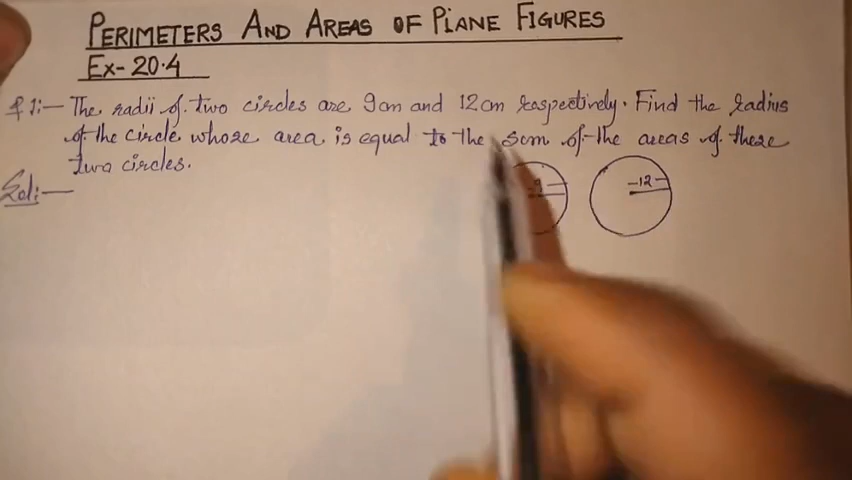 PERIMETERS AND AREAS OF PLANE FIGURES
Ex- 20.4
Q 1:- The radii of two circles are 9cm and 12cm respectively. Find the radius
of the circle whose area is equal to the sum of the areas of these
two circles.
Sol:-
9
-12-